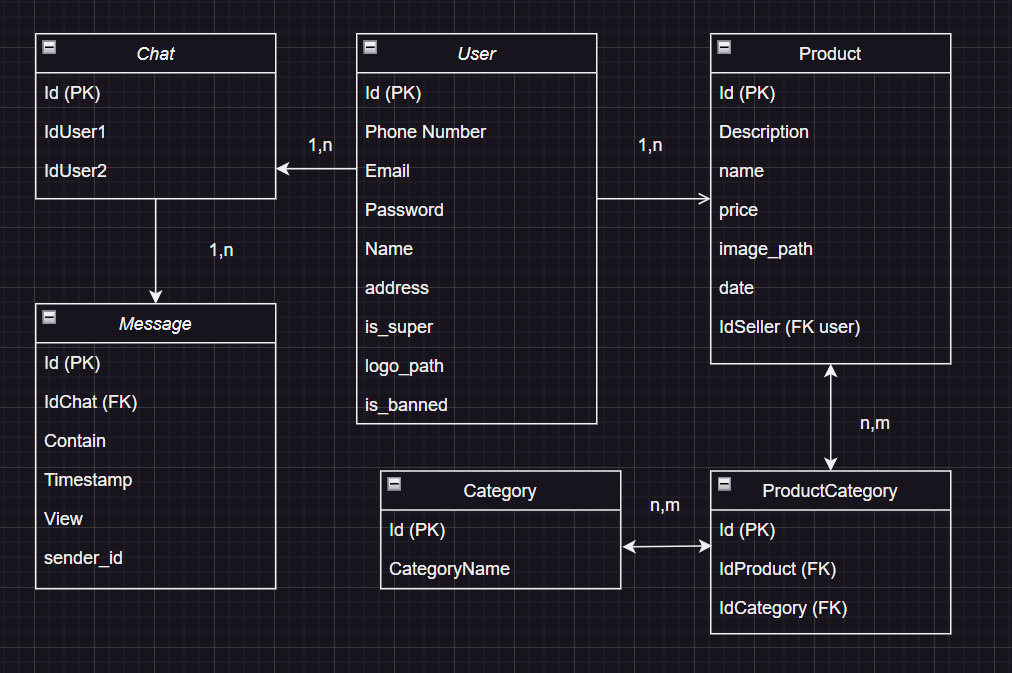 Chat
Id (PK)
IdUser1
IdUser2
1,n
User
Id (PK)
Phone Number
Email
Password
Name
address
is_super
logo_path
is_banned
1,n
Product
Id (PK)
Description
name
price
image_path
date
IdSeller (FK user)
1,n
Message
Id (PK)
IdChat (FK)
Contain
Timestamp
View
sender_id
n,m
Category
Id (PK)
CategoryName
n,m
ProductCategory
Id (PK)
IdProduct (FK)
IdCategory (FK)